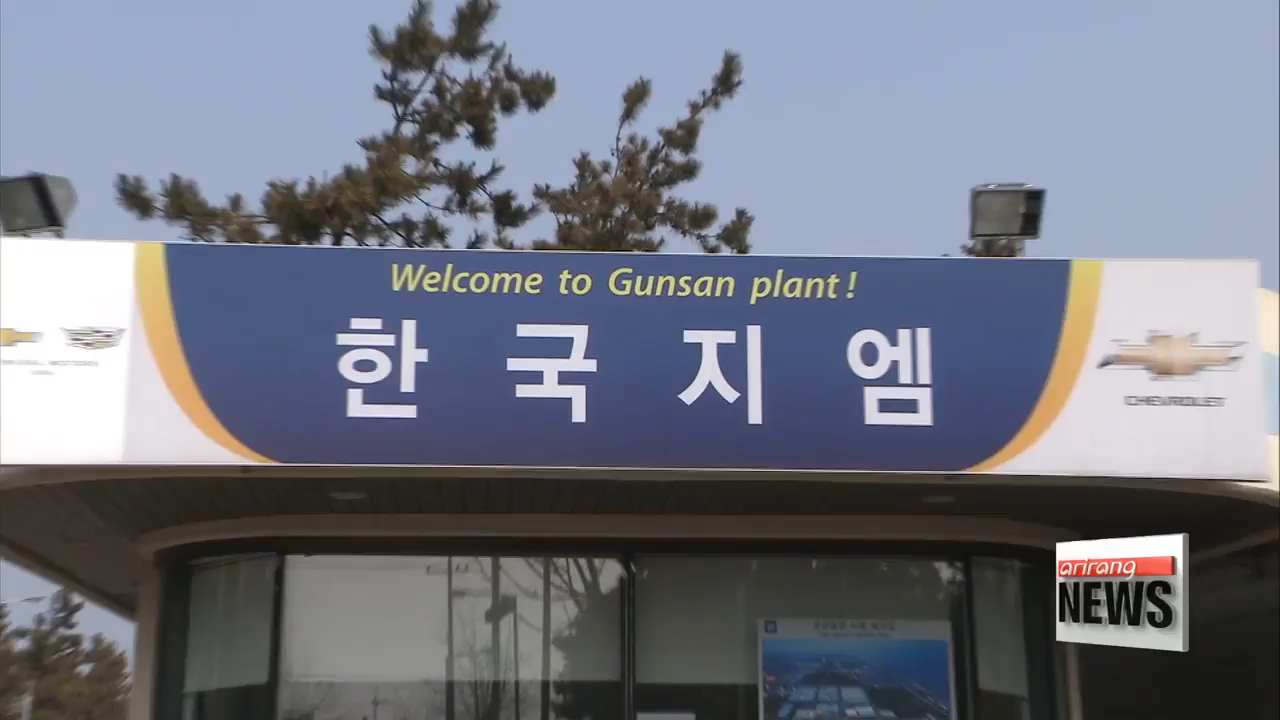 Welcome to Gunsan plant!
한국지엠
CHEVROLET
arirang
NEWS